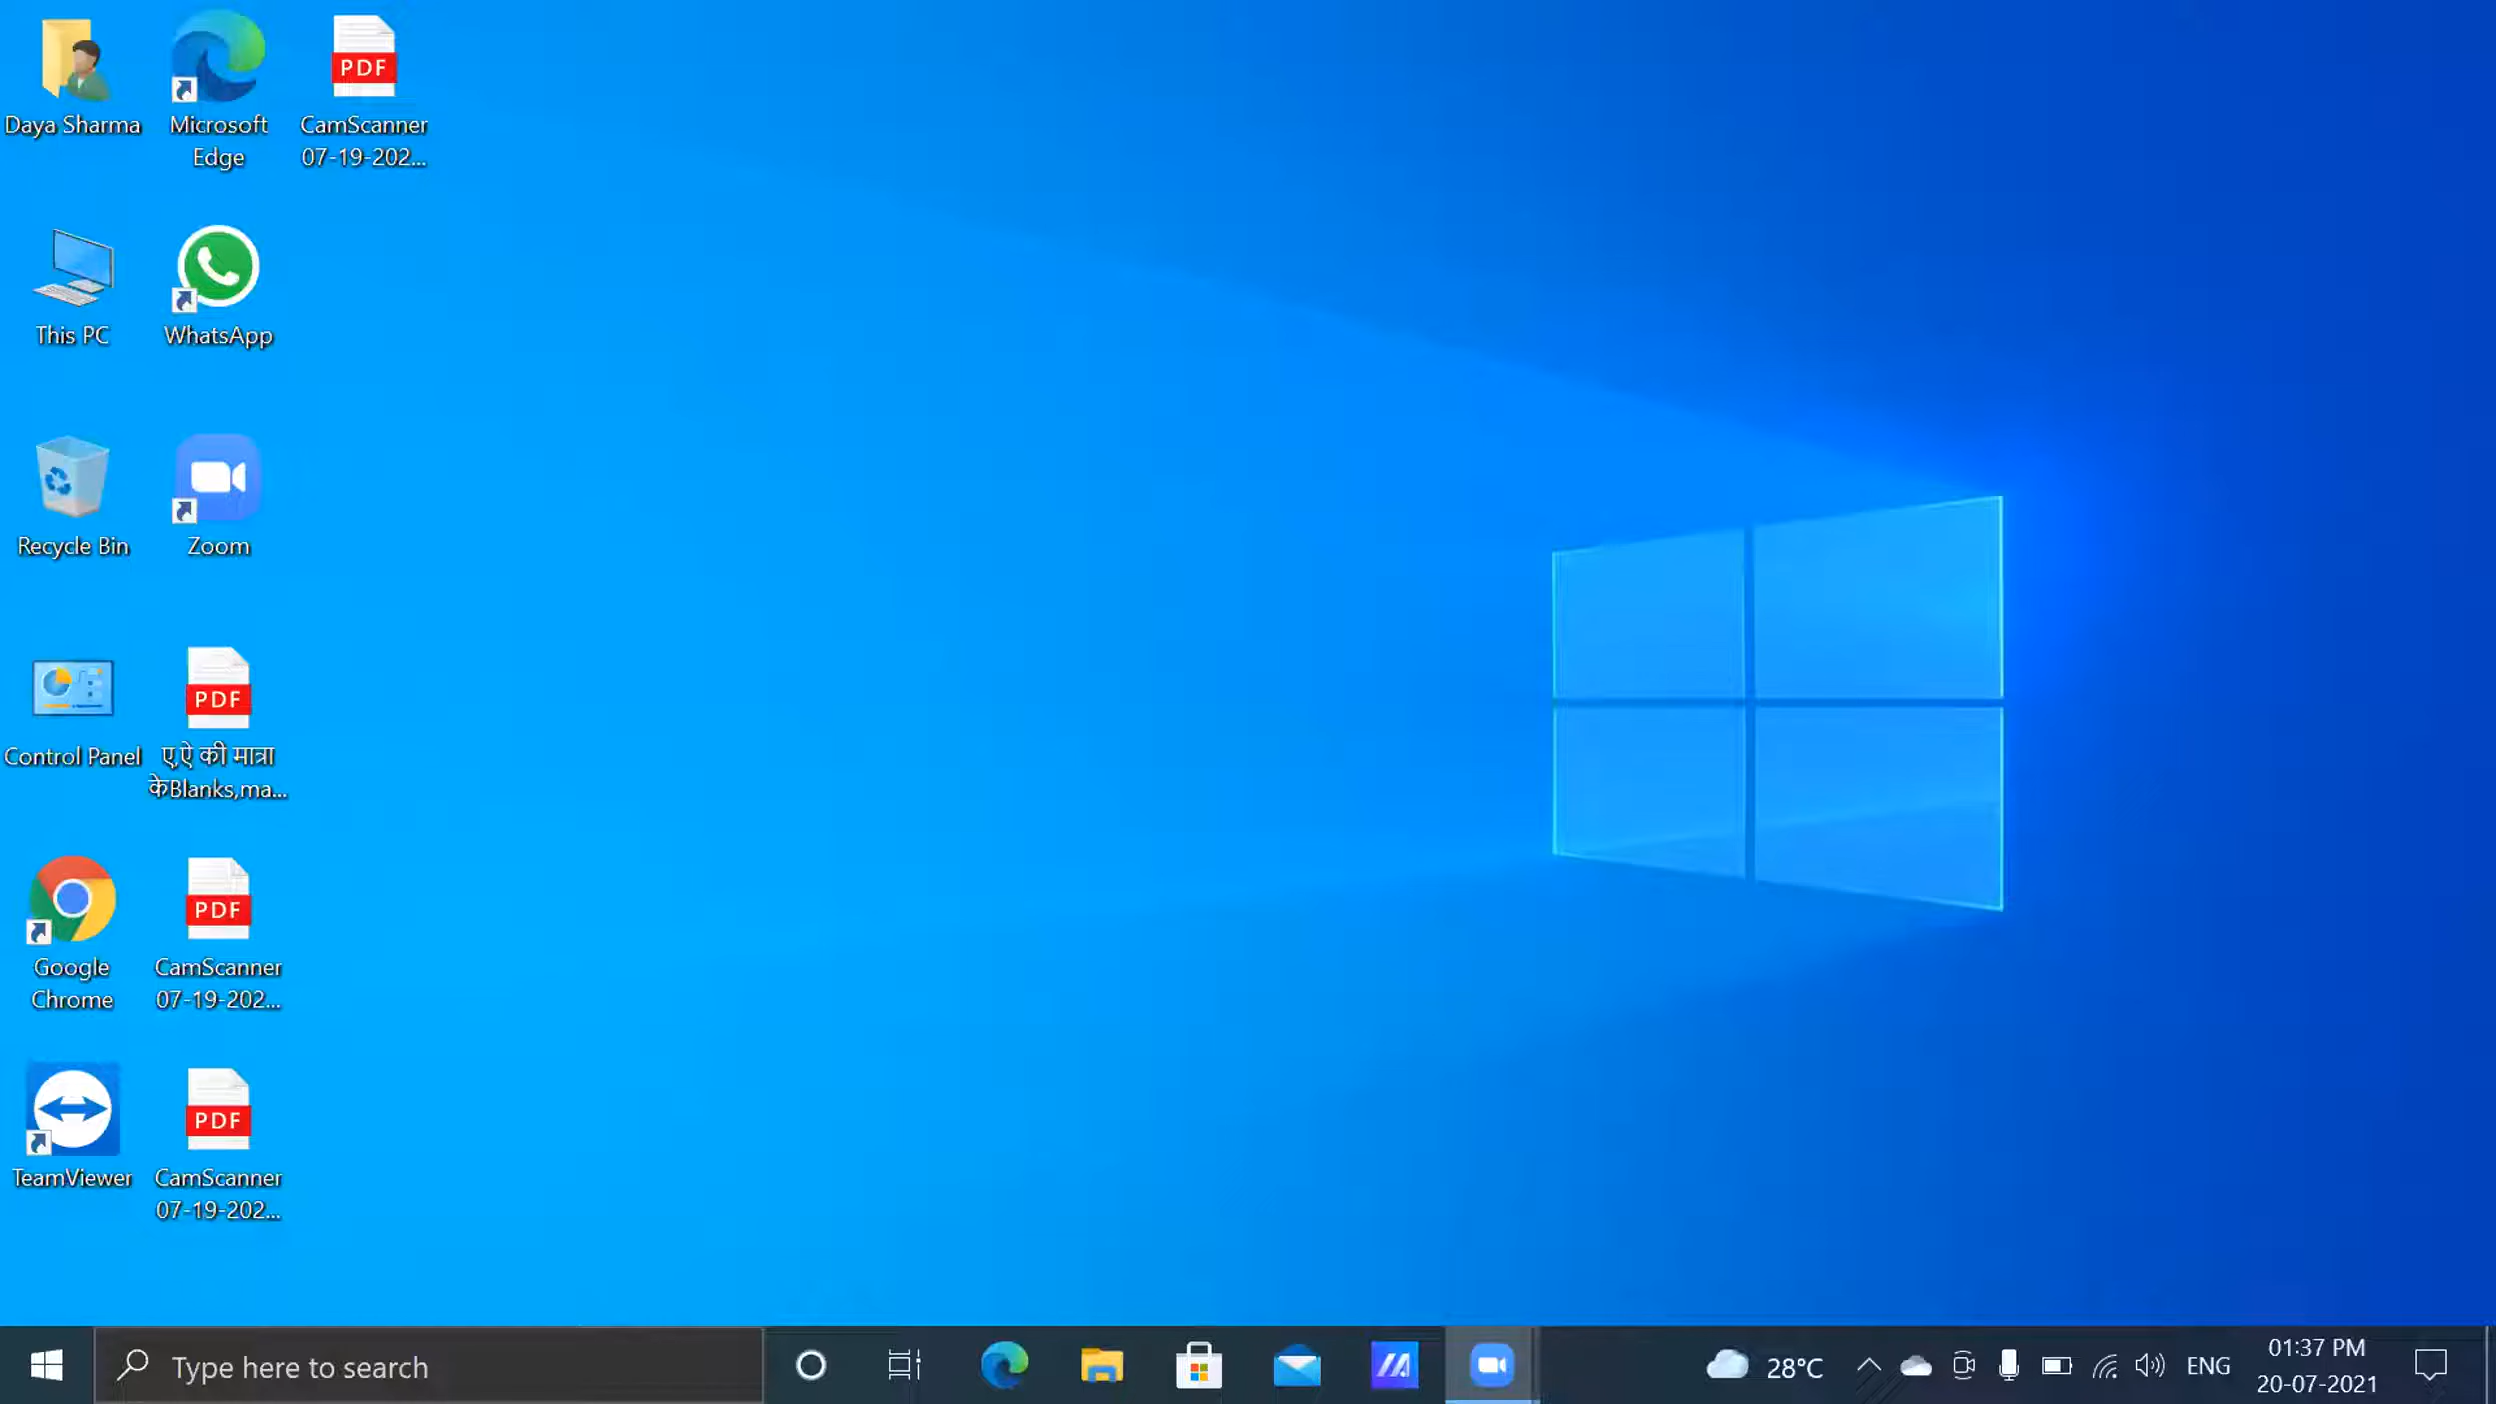 Daya Sharma
Microsoft
Edge
PDF
CamScanner
07-19-202...
This PC
WhatsApp
Recycle Bin
Zoom
Control Panel
PDF
ए,ऐ की मात्रा
केBlanks,ma...
Google
Chrome
PDF
CamScanner
07-19-202...
TeamViewer
PDF
CamScanner
07-19-202...
Type here to search
28°C
ENG
01:37 PM
20-07-2021